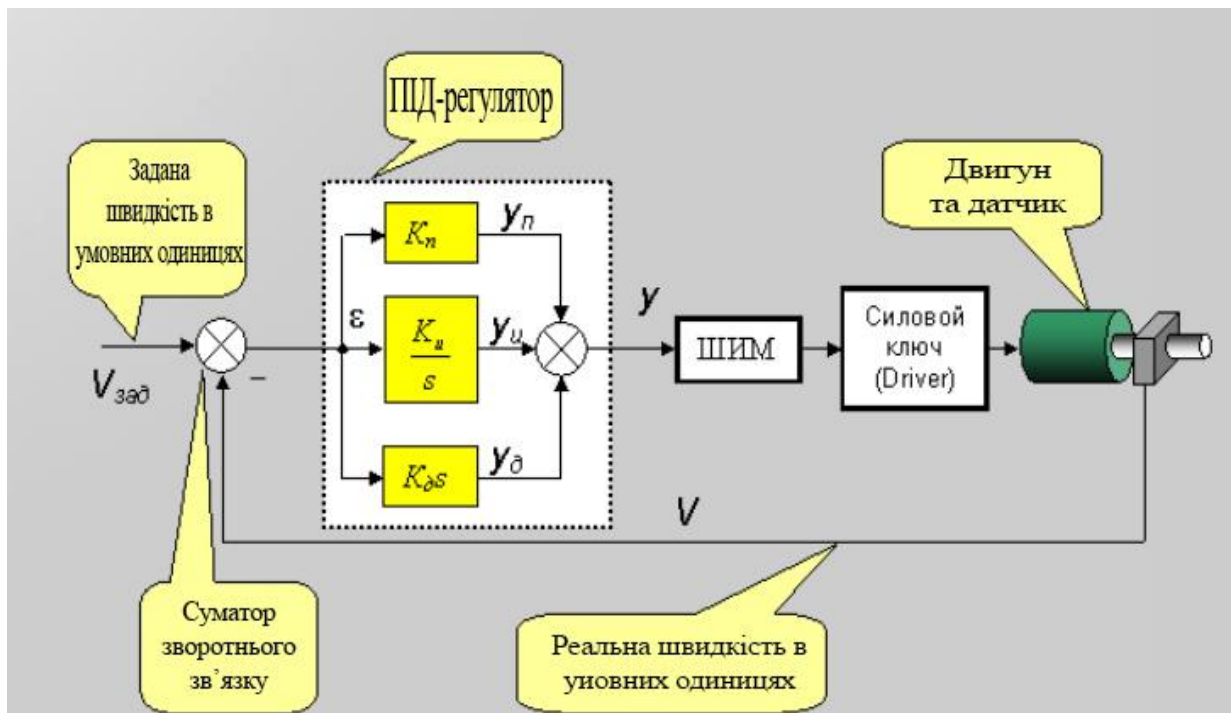 ПІД-регулятор
Задана
швидкість в
умовних одиницях
Двигун
та датчик
Kп
yп
ε
Kи
s
yи
y
ШИМ
Силовой
ключ
(Driver)
Vзад
−
Kдs
yд
V
Суматор
зворотнього
зв’язку
Реальна швидкість в
уиовних одиницях